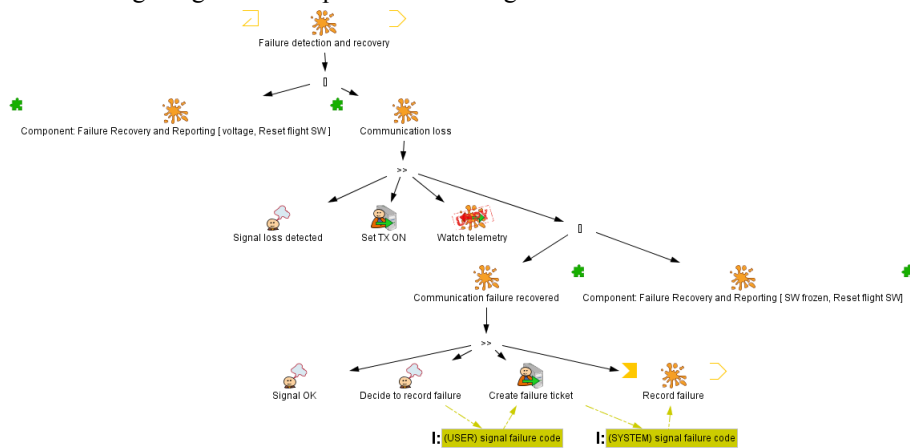 Failure detection and recovery
[]
Component: Failure Recovery and Reporting [ voltage, Reset flight SW ]
Communication loss
>>
Signal loss detected
Set TX ON
Watch telemetry
[]
Communication failure recovered
Component: Failure Recovery and Reporting [ SW frozen, Reset flight SW]
>>
Signal OK
Decide to record failure
Create failure ticket
Record failure
I: (USER) signal failure code
I: (SYSTEM) signal failure code